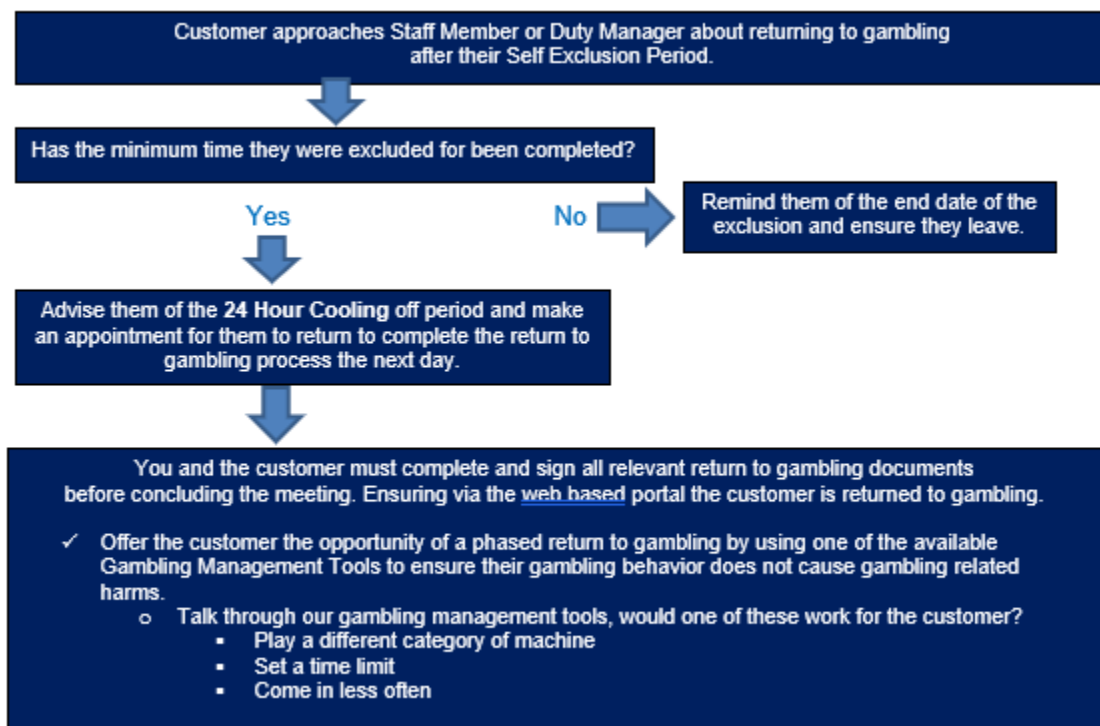 Customer approaches Staff Member or Duty Manager about returning to gambling
after their Self Exclusion Period.
Has the minimum time they were excluded for been completed?
Yes
No
Remind them of the end date of the
exclusion and ensure they leave.
Advise them of the 24 Hour Cooling off period and make
an appointment for them to return to complete the return to
gambling process the next day.
You and the customer must complete and sign all relevant return to gambling documents
before concluding the meeting. Ensuring via the web based portal the customer is returned to gambling.
✓ Offer the customer the opportunity of a phased return to gambling by using one of the available
Gambling Management Tools to ensure their gambling behavior does not cause gambling related
harms.
o Talk through our gambling management tools, would one of these work for the customer?
▪ Play a different category of machine
▪ Set a time limit
▪ Come in less often